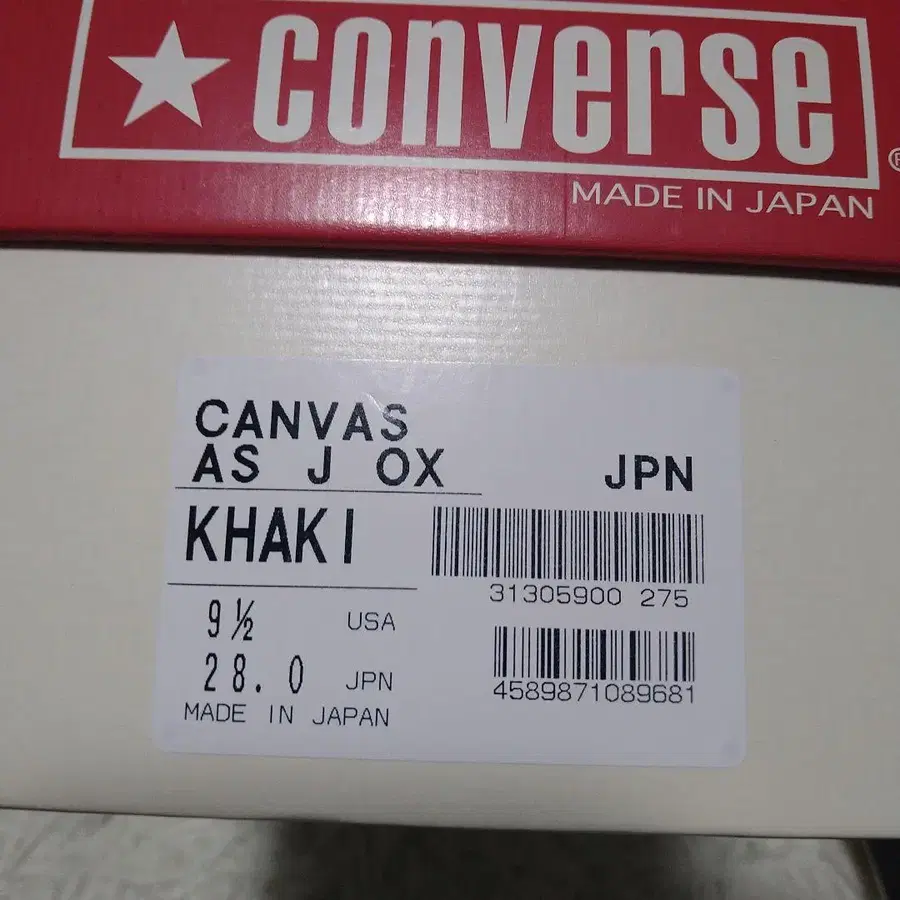 ★ converse ®
MADE IN JAPAN
CANVAS
AS J OX
JPN
KHAKI
31305900 275
9½ USA
28.0 JPN
4589871089681
MADE IN JAPAN